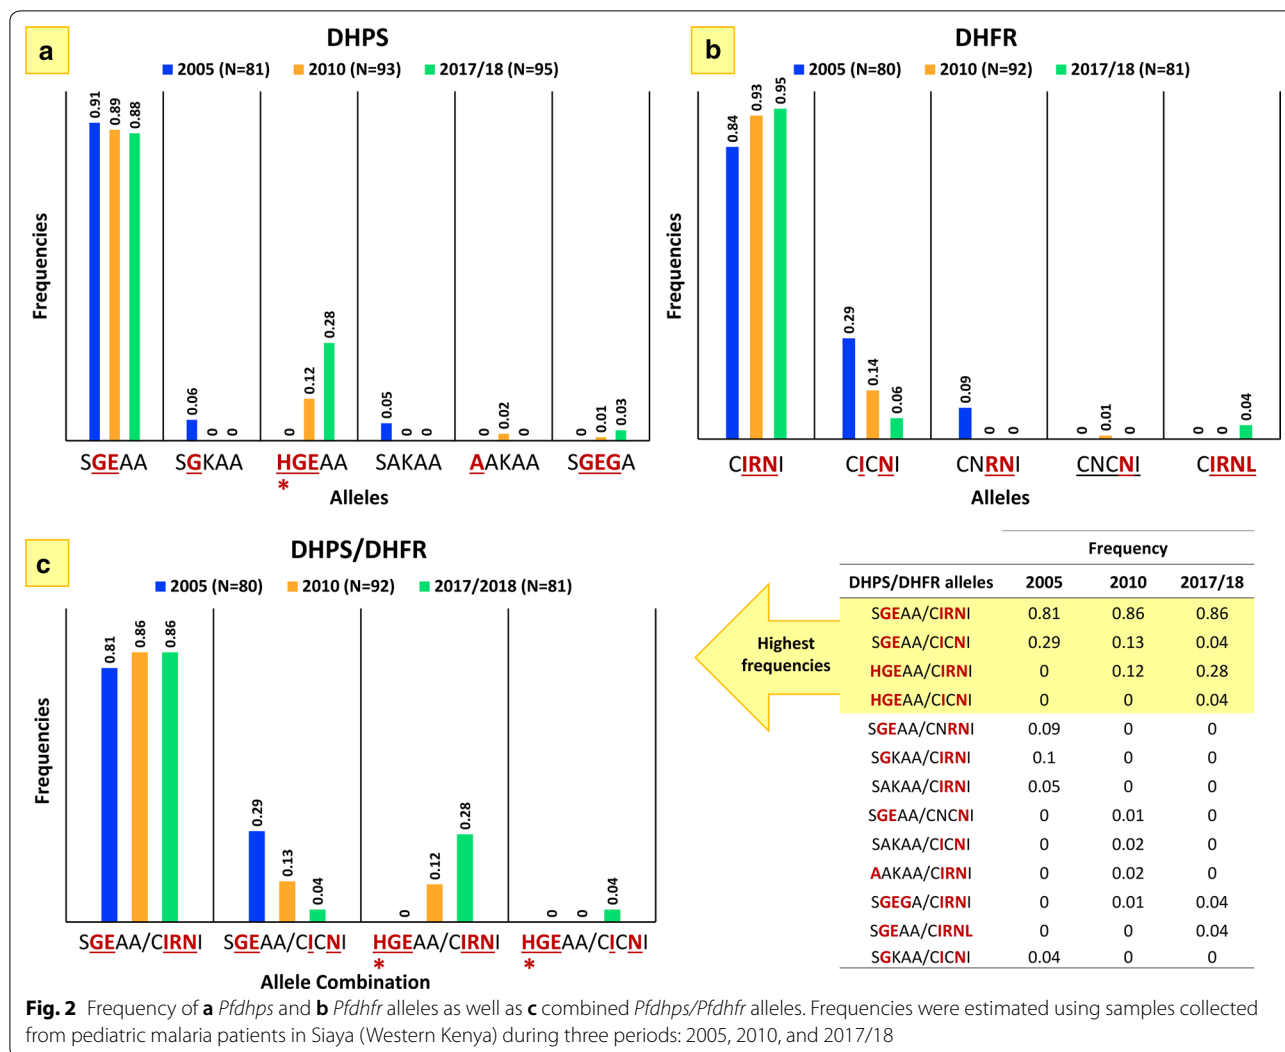 a
DHPS
2005 (N=81) 2010 (N=93) 2017/18 (N=95)
Frequencies
0.91 0.89 0.88 0.06 0 0 0 0.12 0.28 0.05 0 0 0 0.02 0 0 0.01 0.03
SGEAA SGKAA HGEAA SAKAA AAKAA SGEGA
*
Alleles
b
DHFR
2005 (N=80) 2010 (N=92) 2017/18 (N=81)
Frequencies
0.84 0.93 0.95 0.29 0.14 0.06 0.09 0 0 0 0.01 0 0 0 0.04
CIRNI CICNI CNRNI CNCNI CIRNL
Alleles
c
DHPS/DHFR
2005 (N=80) 2010 (N=92) 2017/2018 (N=81)
Frequencies
0.81 0.86 0.86 0.29 0.13 0.04 0 0.12 0.28 0 0 0.04
SGEAA/CIRNI SGEAA/CICNI HGEAA/CIRNI HGEAA/CICNI
* *
Allele Combination
Highest
frequencies
Frequency
DHPS/DHFR alleles 2005 2010 2017/18
SGEAA/CIRNI 0.81 0.86 0.86
SGEAA/CICNI 0.29 0.13 0.04
HGEAA/CIRNI 0 0.12 0.28
HGEAA/CICNI 0 0 0.04
SGEAA/CNRNI 0.09 0 0
SGKAA/CIRNI 0.1 0 0
SAKAA/CIRNI 0.05 0 0
SGEAA/CNCNI 0 0.01 0
SAKAA/CICNI 0 0.02 0
AAKAA/CIRNI 0 0.02 0
SGEGA/CIRNI 0 0.01 0.04
SGEAA/CIRNL 0 0 0.04
SGKAA/CICNI 0.04 0 0
Fig. 2 Frequency of a Pfdhps and b Pfdhfr alleles as well as c combined Pfdhps/Pfdhfr alleles. Frequencies were estimated using samples collected
from pediatric malaria patients in Siaya (Western Kenya) during three periods: 2005, 2010, and 2017/18